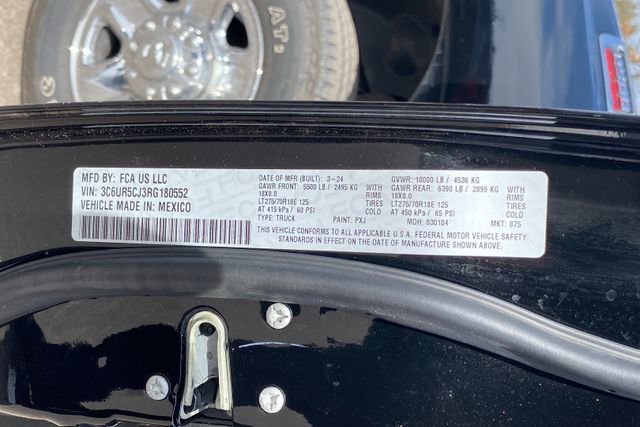 AT
MFD BY: FCA US LLC
VIN: 3C6UR5CJ3RG180552
VEHICLE MADE IN: MEXICO
DATE OF MFR (BUILT): 3-24
GAWR FRONT: 5500 LB / 2495 KG
18X8.0
LT275/70R18E 125
AT 415 kPa / 60 PSI
TYPE: TRUCK
WITH
RIMS
TIRES
COLD
PAINT: PXJ
GVWR: 10000 LB / 4536 KG
GAWR REAR: 6390 LB / 2899 KG
18X8.0
LT275/70R18E 125
AT 450 kPa / 65 PSI
MDH: 030104
WITH
RIMS
TIRES
COLD
MKT: 875
THIS VEHICLE CONFORMS TO ALL APPLICABLE U.S.A. FEDERAL MOTOR VEHICLE SAFETY
STANDARDS IN EFFECT ON THE DATE OF MANUFACTURE SHOWN ABOVE.